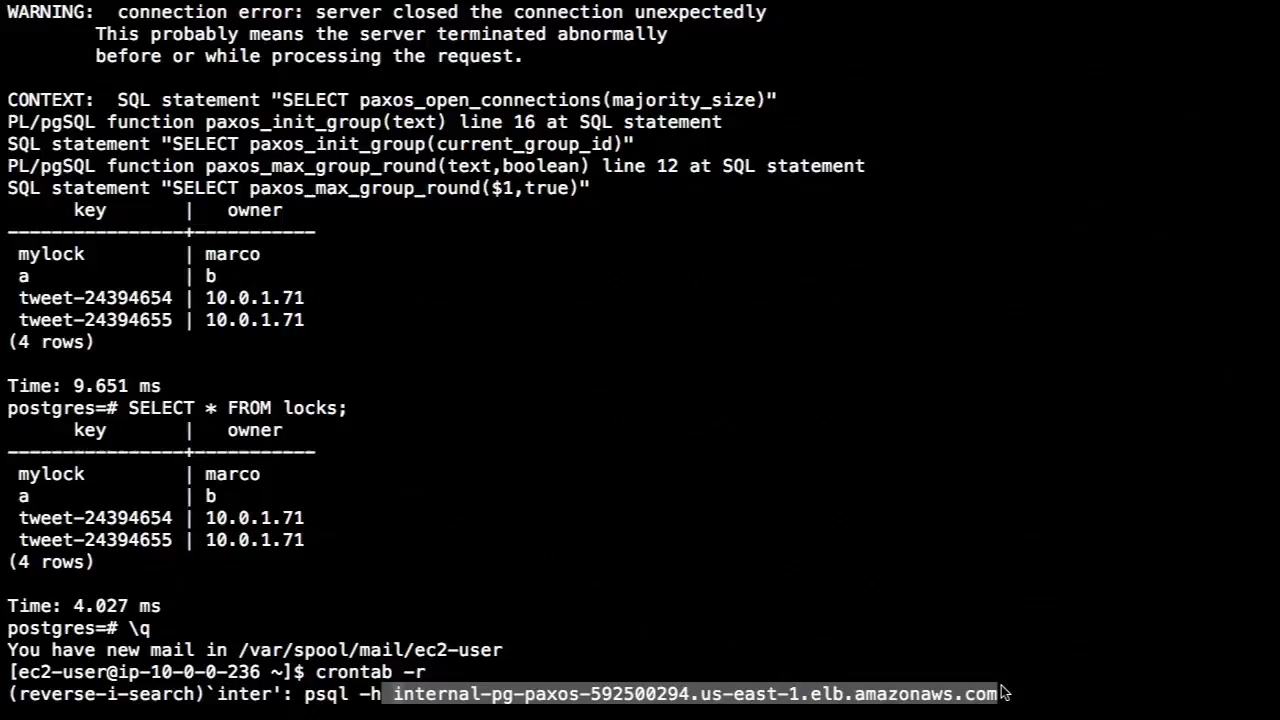 WARNING:  connection error: server closed the connection unexpectedly
        This probably means the server terminated abnormally
        before or while processing the request.
CONTEXT:  SQL statement "SELECT paxos_open_connections(majority_size)"
PL/pgSQL function paxos_init_group(text) line 16 at SQL statement
SQL statement "SELECT paxos_init_group(current_group_id)"
PL/pgSQL function paxos_max_group_round(text,boolean) line 12 at SQL statement
SQL statement "SELECT paxos_max_group_round($1,true)"
      key       |   owner
----------------+-----------
 mylock         | marco
 a              | b
 tweet-24394654 | 10.0.1.71
 tweet-24394655 | 10.0.1.71
(4 rows)
Time: 9.651 ms
postgres=# SELECT * FROM locks;
      key       |   owner
----------------+-----------
 mylock         | marco
 a              | b
 tweet-24394654 | 10.0.1.71
 tweet-24394655 | 10.0.1.71
(4 rows)
Time: 4.027 ms
postgres=# \q
You have new mail in /var/spool/mail/ec2-user
[ec2-user@ip-10-0-0-236 ~]$ crontab -r
(reverse-i-search)`inter': psql -h internal-pg-paxos-592500294.us-east-1.elb.amazonaws.com